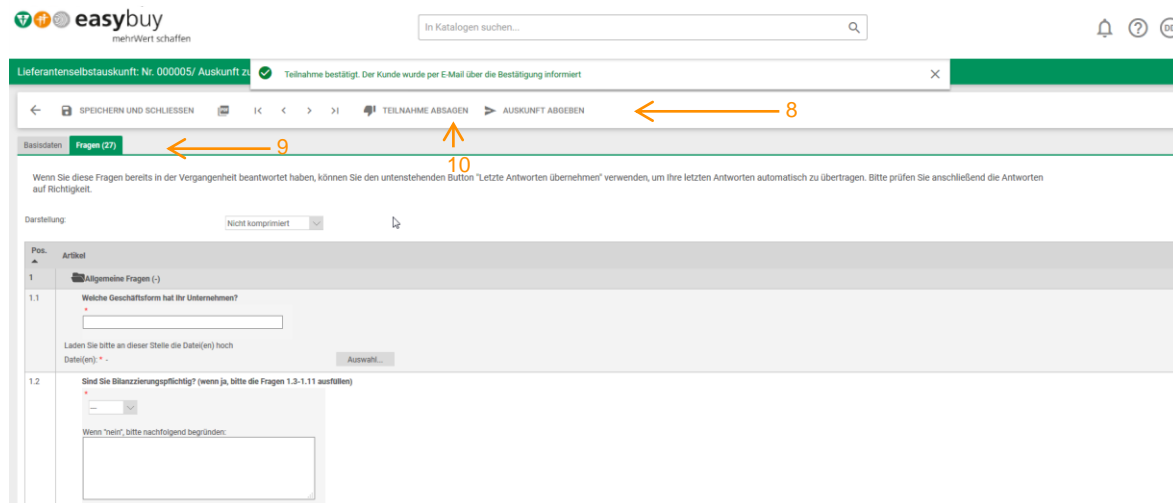 easybuy
mehrWert schaffen
In Katalogen suchen...
Lieferantenselbstauskunft: Nr. 000005/ Auskunft zu
Teilnahme bestätigt. Der Kunde wurde per E-Mail über die Bestätigung informiert
SPEICHERN UND SCHLIESSEN
TEILNAHME ABSAGEN
AUSKUNFT ABGEBEN
8
Basisdaten
Fragen (27)
9
10
Wenn Sie diese Fragen bereits in der Vergangenheit beantwortet haben, können Sie den untenstehenden Button "Letzte Antworten übernehmen" verwenden, um Ihre letzten Antworten automatisch zu übertragen. Bitte prüfen Sie anschließend die Antworten
auf Richtigkeit.
Darstellung:
Nicht komprimiert
Pos.
Artikel
1
Allgemeine Fragen (-)
1.1
Welche Geschäftsform hat Ihr Unternehmen?
*
Laden Sie bitte an dieser Stelle die Datei(en) hoch
Datei(en): * -
Auswahl...
1.2
Sind Sie Bilanzzierungspflichtig? (wenn ja, bitte die Fragen 1.3-1.11 ausfüllen)
*
---
Wenn "nein", bitte nachfolgend begründen: